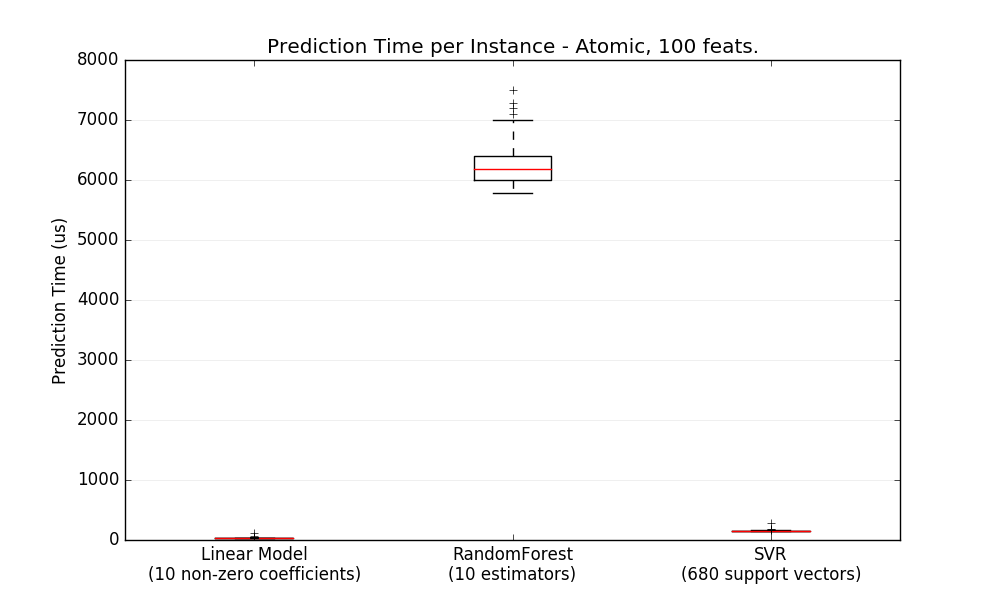 Prediction Time per Instance - Atomic, 100 feats.
8000
7000
6000
5000
4000
3000
2000
1000
0
Prediction Time (us)
Linear Model
(10 non-zero coefficients)
RandomForest
(10 estimators)
SVR
(680 support vectors)